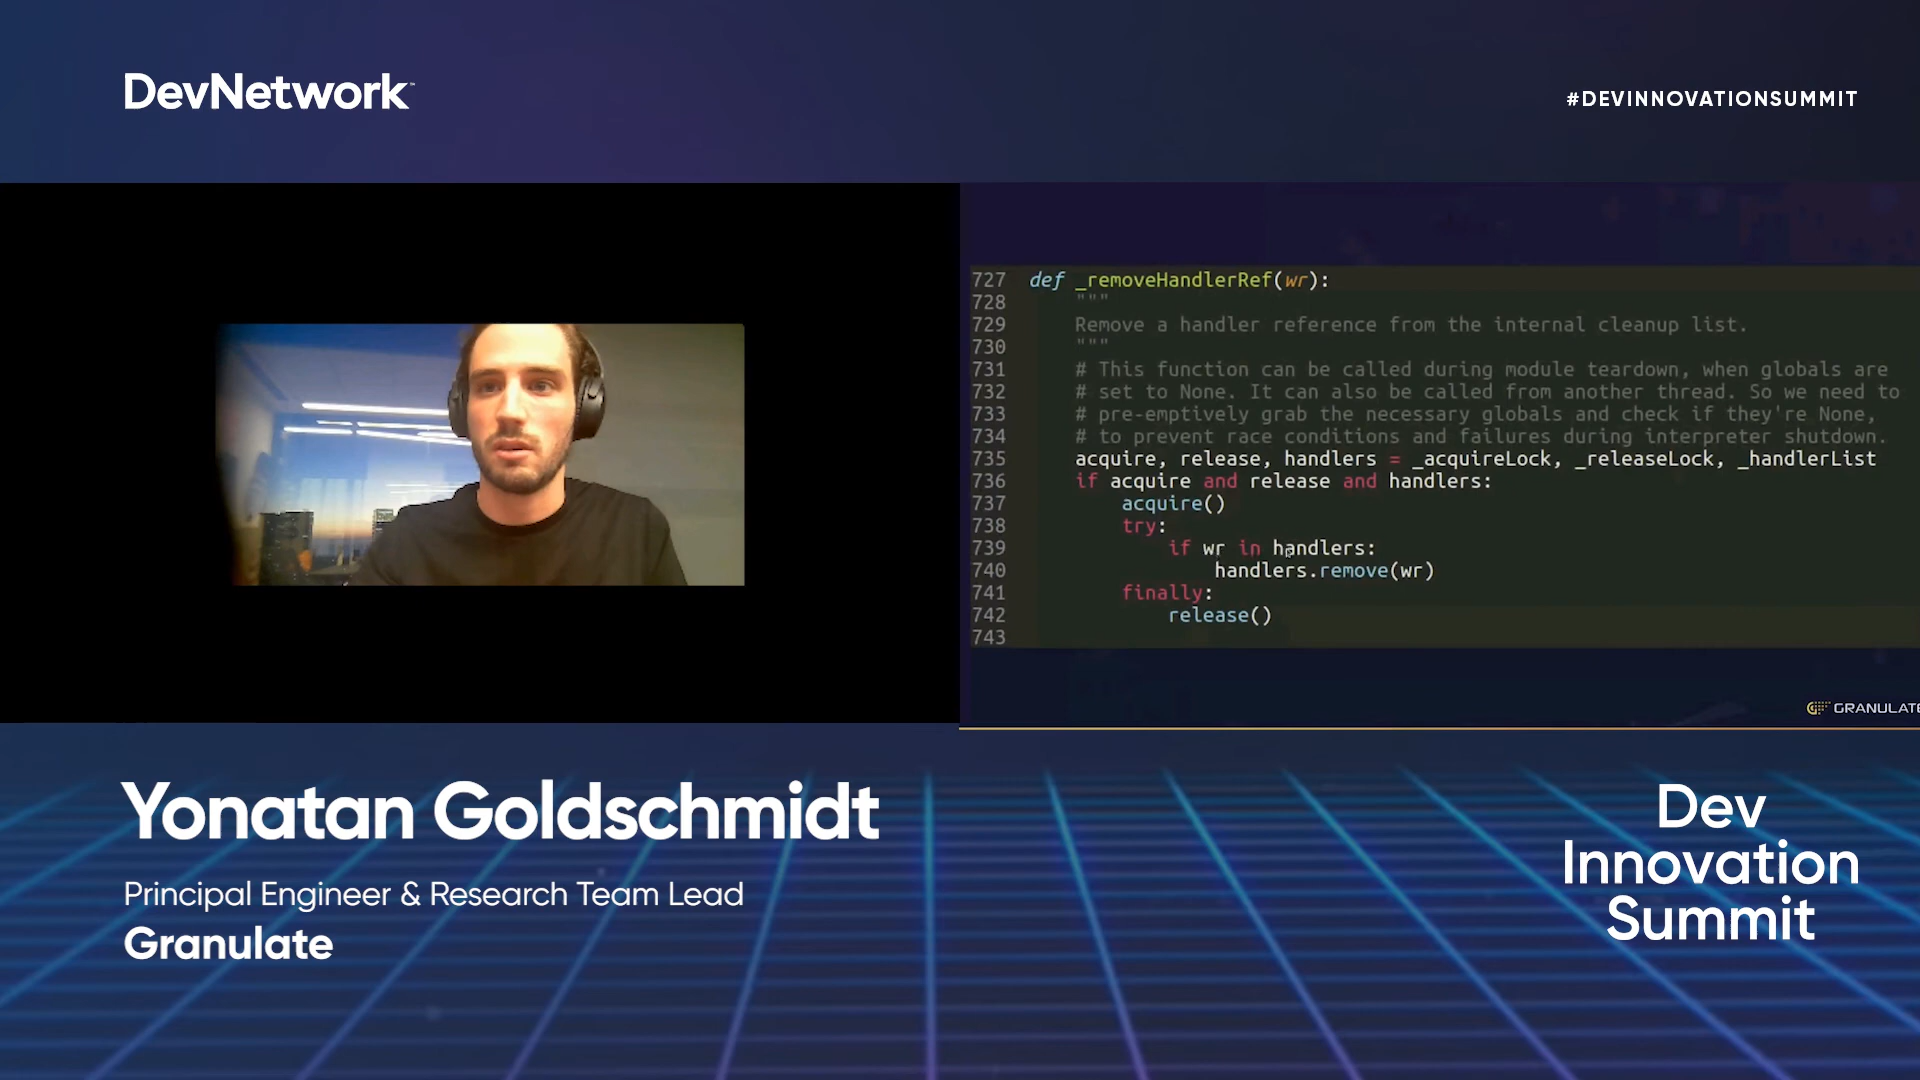 DevNetwork™
#DEVINNOVATIONSUMMIT
727 def _removeHandlerRef(wr):
728 """
729 Remove a handler reference from the internal cleanup list.
730 """
731 # This function can be called during module teardown, when globals are
732 # set to None. It can also be called from another thread. So we need to
733 # pre-emptively grab the necessary globals and check if they're None,
734 # to prevent race conditions and failures during interpreter shutdown.
735 acquire, release, handlers = _acquireLock, _releaseLock, _handlerList
736 if acquire and release and handlers:
737 acquire()
738 try:
739 if wr in handlers:
740 handlers.remove(wr)
741 finally:
742 release()
743
GRANULATE
Yonatan Goldschmidt
Principal Engineer & Research Team Lead
Granulate
Dev
Innovation
Summit